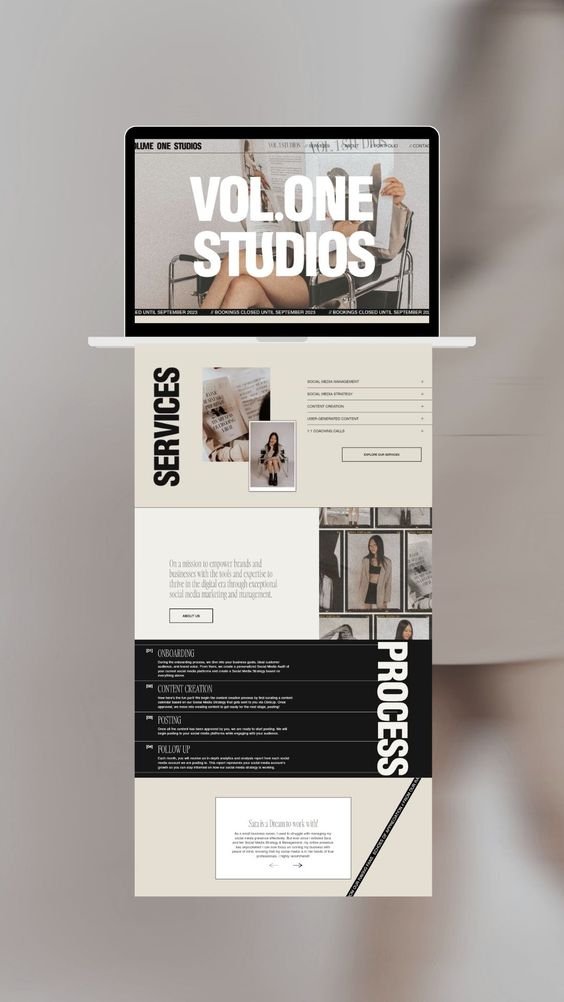 OLUME ONE STUDIOS
VOL.1 STUDIOS
// SERVICES
ABOUT
// PORTFOLIO
// CONTAC
VOL.ONE
STUDIOS
ED UNTIL SEPTEMBER 2023 // BOOKINGS CLOSED UNTIL SEPTEMBER 2023 // BOOKINGS CLOSED UNTIL SEPTEMBER 20
SERVICES
SOCIAL MEDIA MANAGEMENT +
SOCIAL MEDIA STRATEGY +
CONTENT CREATION +
USER-GENERATED CONTENT +
1:1 COACHING CALLS +
EXPLORE OUR SERVICES
On a mission to empower brands and
businesses with the tools and expertise to
thrive in the digital era through exceptional
social media marketing and management.
ABOUT US
PROCESS
[01] ONBOARDING
During the onboarding process, we dive into your business goals, ideal customer
audience, and brand voice. From there, we create a personalized Social Media Audit of
your current social media platforms and create a Social Media Strategy based on
everything above.
[02] CONTENT CREATION
Now here's the fun part! We begin the content creation process by first curating a content
calendar based on our Social Media Strategy that gets sent to you via ClickUp. Once
approved, we move into creating content to get ready for the next stage, posting!
[03] POSTING
Once all the content has been approved by you, we are ready to start posting. We will
begin posting to your social media platforms while engaging with your audience.
[04] FOLLOW UP
Each month, you will receive an in-depth analytics and analysis report from each social
media account we are posting to. This report represents your social media account's
growth so you can stay informed on how our social media strategy is working.
Sara is a Dream to work with!
As a small business owner, I used to struggle with managing my
social media presence effectively. But ever since I enlisted Sara
and her Social Media Strategy & Management, my online presence
has skyrocketed! I can now focus on running my business with
peace of mind, knowing that my social media is in the hands of true
professionals. I highly recommend!